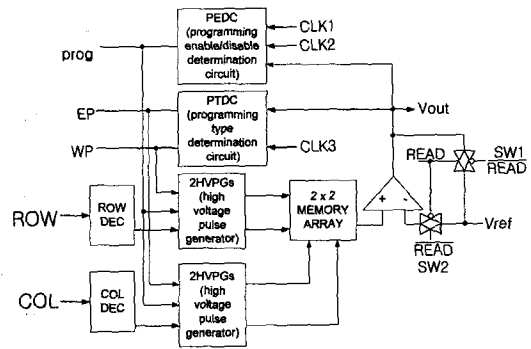 PEDC
(programming
enable/disable
determination
circuit)
CLK1
CLK2
prog
EP
PTDC
(programming
type
determination
circuit)
Vout
WP
CLK3
READ
SW1
READ
2HVPGs
(high
voltage
pulse
generator)
2 x 2
MEMORY
ARRAY
+ -
ROW
ROW
DEC
Vref
READ
SW2
COL
COL
DEC
2HVPGs
(high
voltage
pulse
generator)